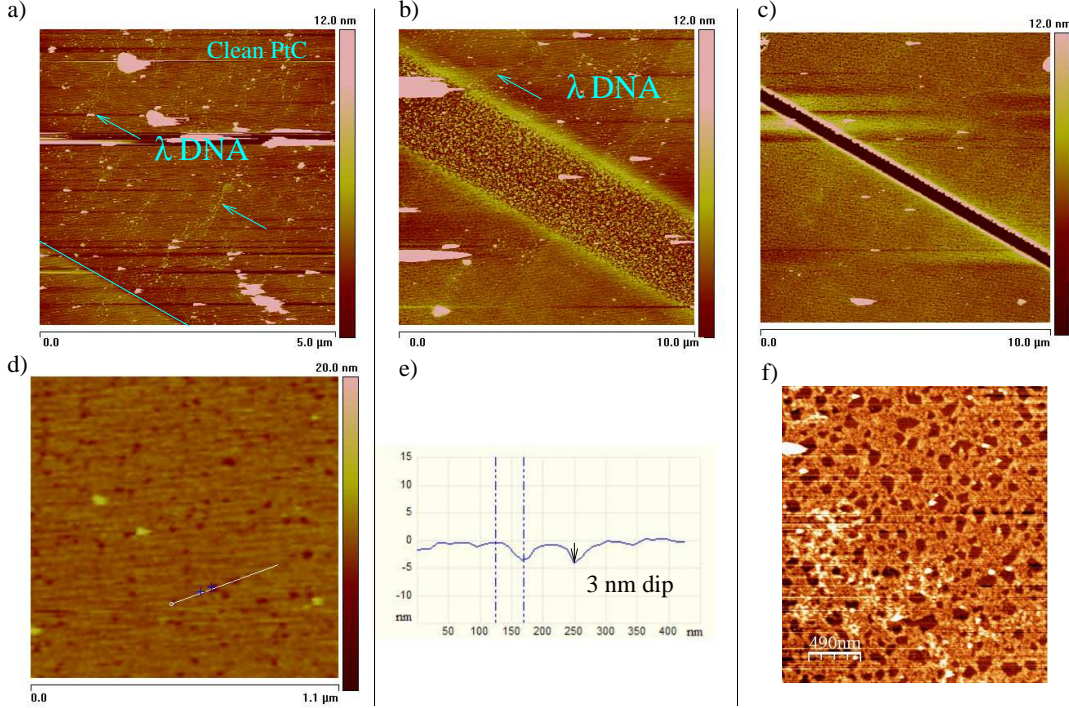 a)
12.0 nm
Clean PtC
λ DNA
0.0
5.0 µm
b)
12.0 nm
λ DNA
0.0
10.0 µm
c)
12.0 nm
0.0
10.0 µm
d)
20.0 nm
0.0
1.1 µm
e)
15
10
5
0
-5
-10
nm
50 100 150 200 250 300 350 400 nm
3 nm dip
f)
490nm